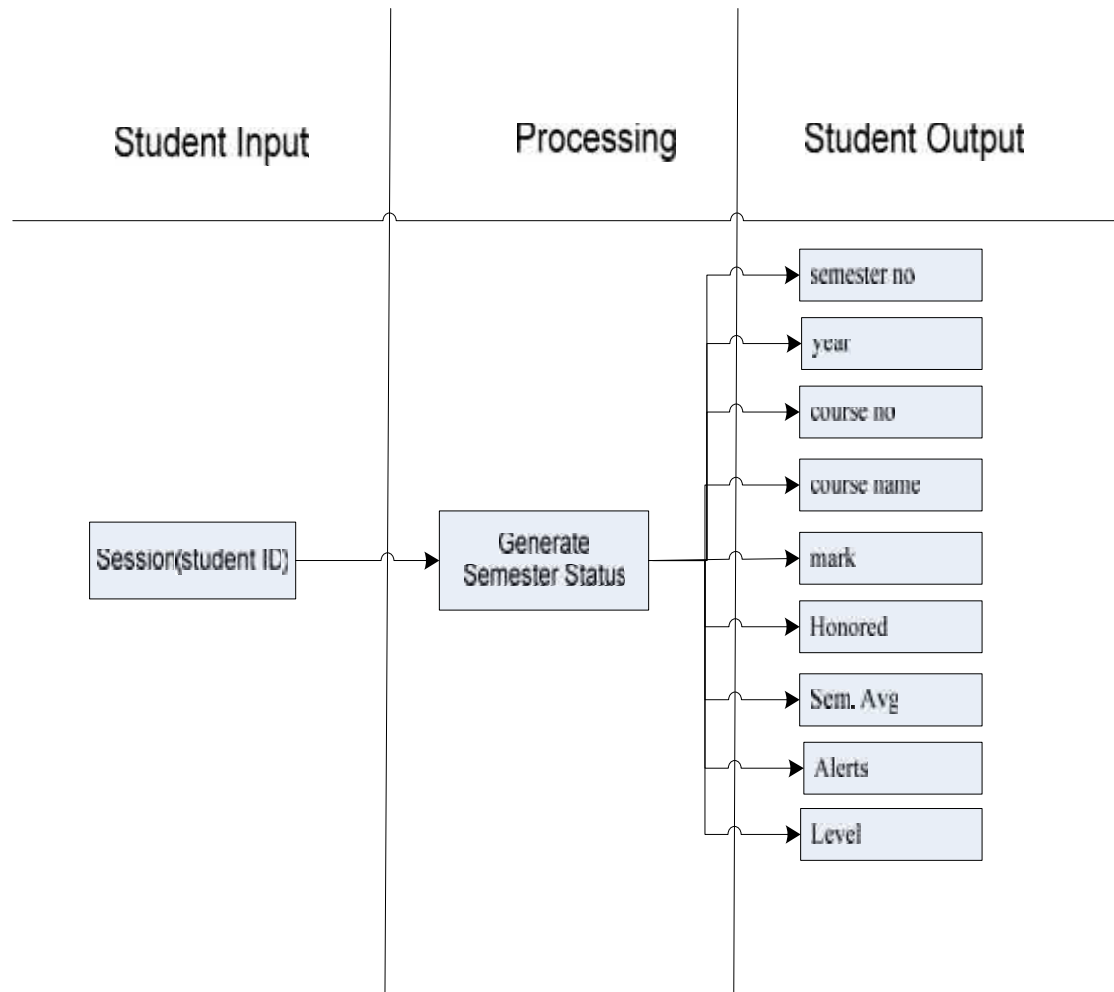 Student Input
Processing
Student Output
Session(student ID)
Generate
Semester Status
semester no
year
course no
course name
mark
Honored
Sem. Avg
Alerts
Level